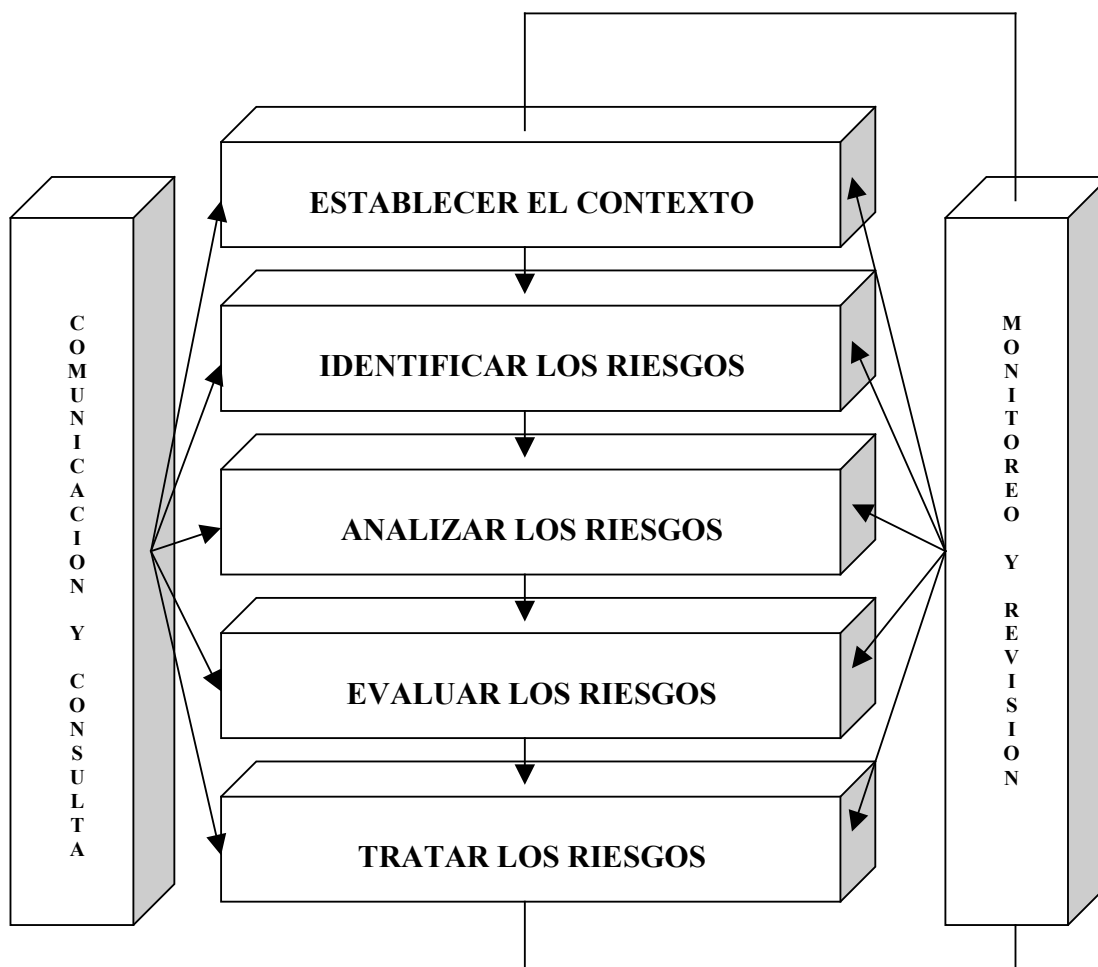 ESTABLECER EL CONTEXTO
IDENTIFICAR LOS RIESGOS
ANALIZAR LOS RIESGOS
EVALUAR LOS RIESGOS
TRATAR LOS RIESGOS
COMUNICACION Y CONSULTA
MONITOREO Y REVISION